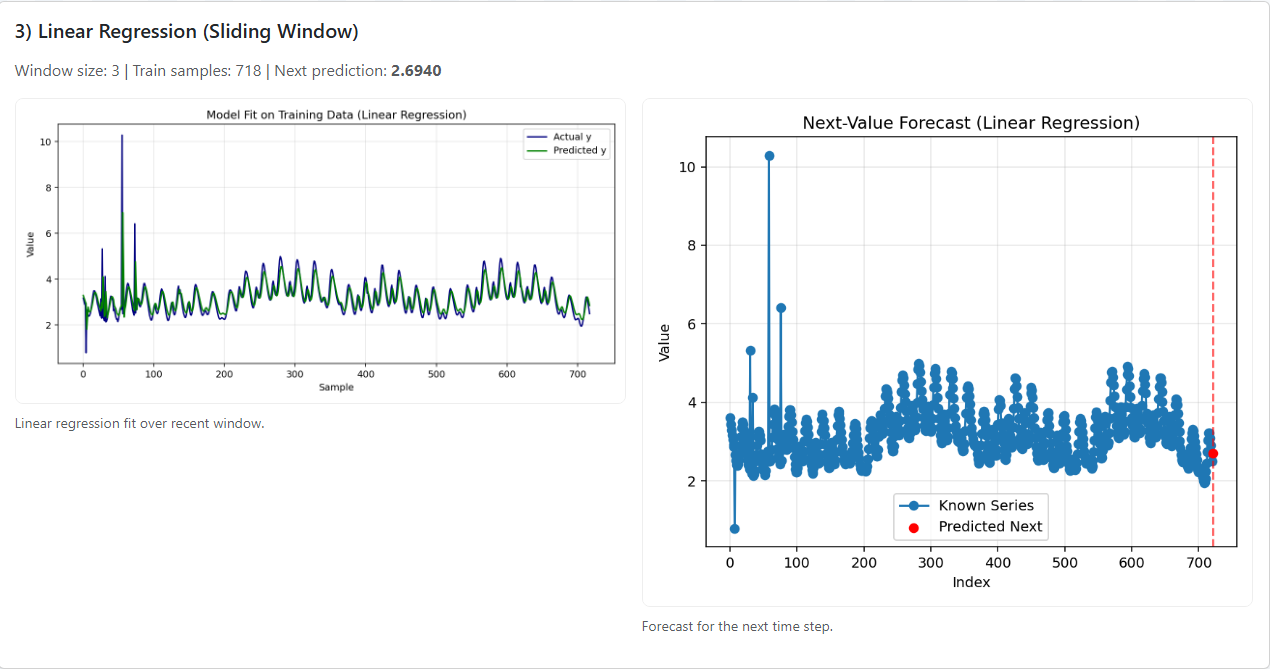 3) Linear Regression (Sliding Window)
Window size: 3 | Train samples: 718 | Next prediction: 2.6940
Model Fit on Training Data (Linear Regression)
Actual y
Predicted y
Value
10
8
6
4
2
0
100
200
300
400
500
600
700
Sample
Linear regression fit over recent window.
Next-Value Forecast (Linear Regression)
Value
10
8
6
4
2
Known Series
Predicted Next
0
100
200
300
400
500
600
700
Index
Forecast for the next time step.